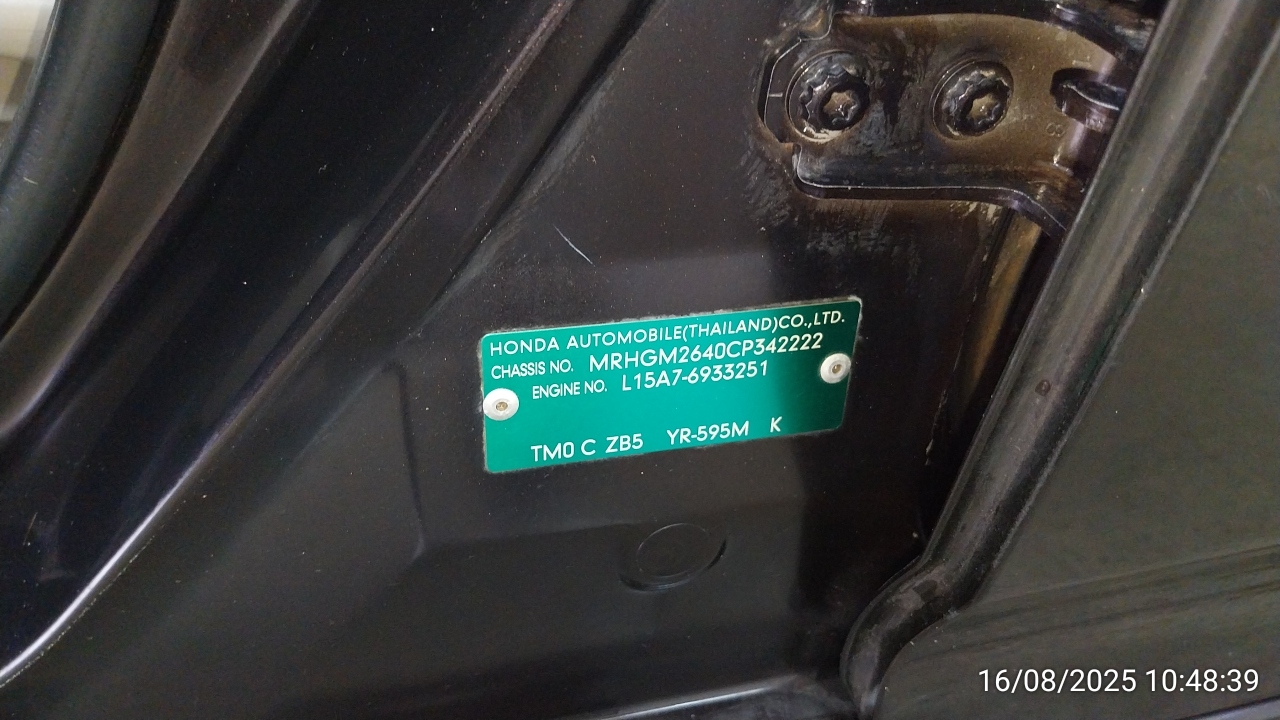 HONDA AUTOMOBILE(THAILAND)CO.,LTD.
CHASSIS NO. MRHGM2640CP342222
ENGINE NO. L15A7-6933251
TM0 C ZB5 YR-595M K
8
16/08/2025 10:48:39